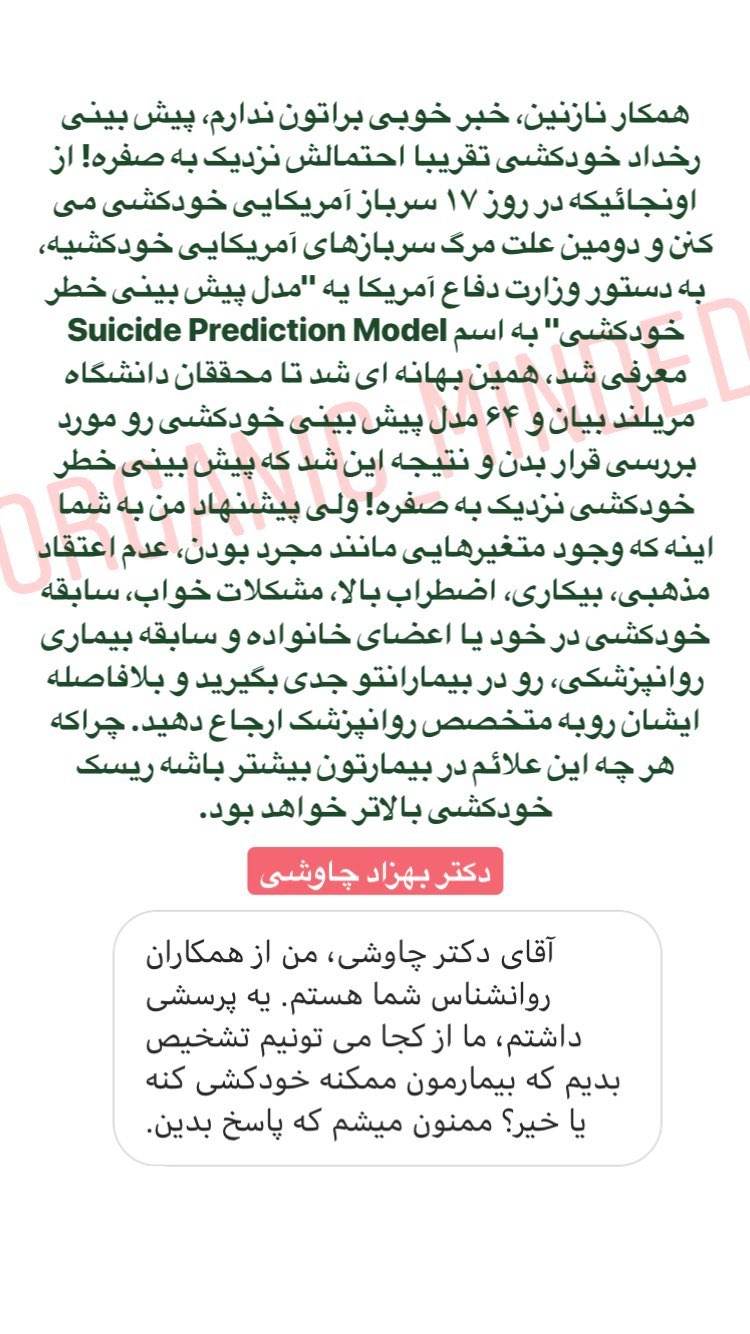 همکار نازنین، خبر خوبی براتون ندارم، پیش بینی
رخداد خودکشی تقریبا احتمالش نزدیک به صفره! از
اونجائیکه در روز ۱۷ سرباز آمریکایی خودکشی می
کنن و دومین علت مرگ سربازهای آمریکایی خودکشیه،
به دستور وزارت دفاع آمریکا یه "مدل پیش بینی خطر
خودکشی" به اسم Suicide Prediction Model
معرفی شد، همین بهانه ای شد تا محققان دانشگاه
مریلند بیان و ۶۴ مدل پیش بینی خودکشی رو مورد
بررسی قرار بدن و نتیجه این شد که پیش بینی خطر
خودکشی نزدیک به صفره! ولی پیشنهاد من به شما
اینه که وجود متغیرهایی مانند مجرد بودن، عدم اعتقاد
مذهبی، بیکاری، اضطراب بالا، مشکلات خواب، سابقه
خودکشی در خود یا اعضای خانواده و سابقه بیماری
روانپزشکی، رو در بیمارانتو جدی بگیرید و بلافاصله
ایشان روبه متخصص روانپزشک ارجاع دهید. چراکه
هر چه این علائم در بیمارتون بیشتر باشه ریسک
خودکشی بالاتر خواهد بود.
ORGANIC_MINDED
دکتر بهزاد چاوشی
آقای دکتر چاوشی، من از همکاران
روانشناس شما هستم. یه پرسشی
داشتم، ما از کجا می تونیم تشخیص
بدیم که بیمارمون ممکنه خودکشی کنه
یا خیر؟ ممنون میشم که پاسخ بدین.